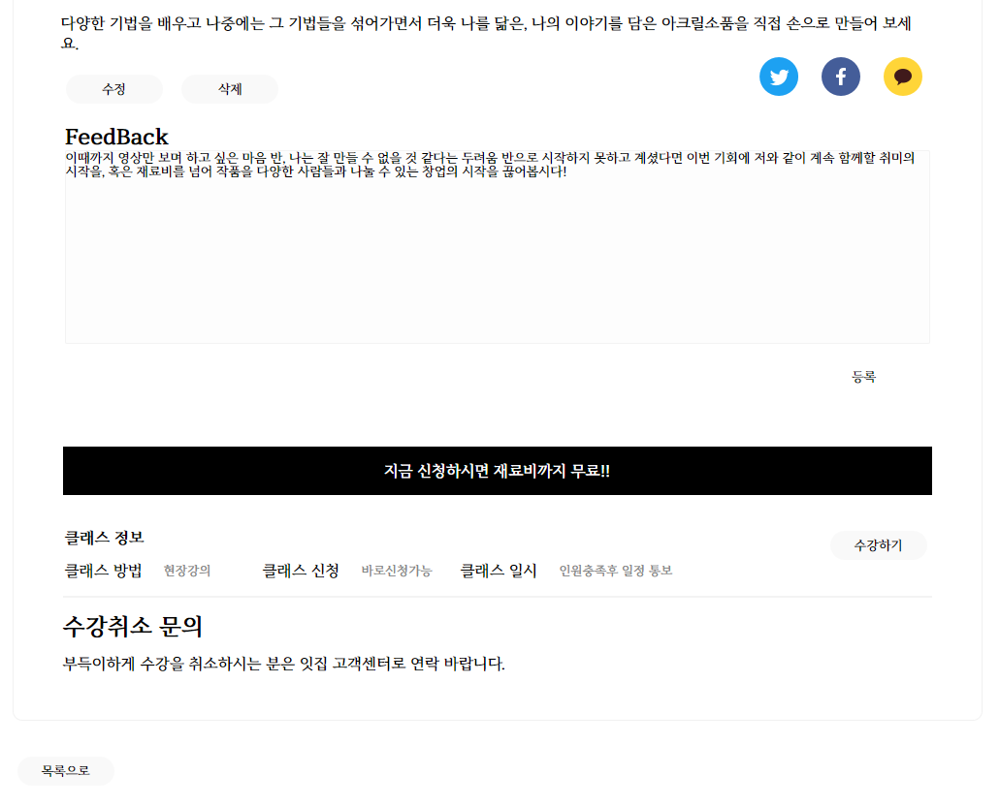 다양한 기법을 배우고 나중에는 그 기법들을 섞어가면서 더욱 나를 닮은, 나의 이야기를 담은 아크릴소품을 직접 손으로 만들어 보세
요.
수정 삭제
FeedBack
이때까지 영상만 보며 하고 싶은 마음 반, 나는 잘 만들 수 없을 것 같다는 두려움 반으로 시작하지 못하고 계셨다면 이번 기회에 저와 같이 계속 함께할 취미의
시작을, 혹은 재료비를 넘어 작품을 다양한 사람들과 나눌 수 있는 창업의 시작을 끊어봅시다!
등록
지금 신청하시면 재료비까지 무료!!
클래스 정보
수강하기
클래스 방법 현장강의 클래스 신청 바로신청가능 클래스 일시 인원충족후 일정 통보
수강취소 문의
부득이하게 수강을 취소하시는 분은 잇집 고객센터로 연락 바랍니다.
목록으로